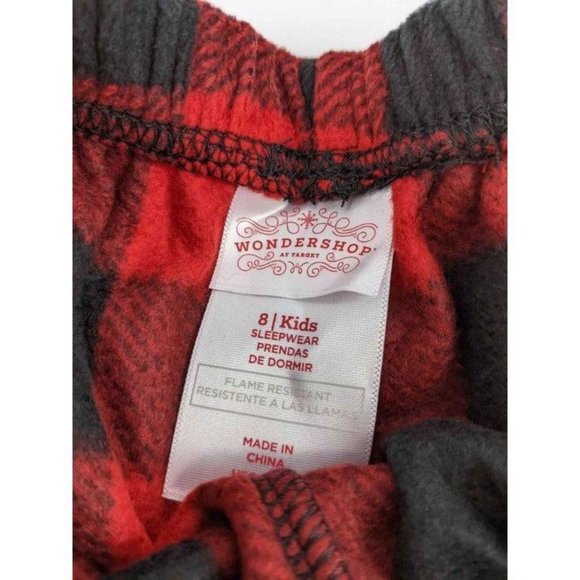 WONDERSHOP
AT TARGET
8 | Kids
SLEEPWEAR
PRENDAS
DE DORMIR
FLAME RESISTANT
RESISTENTE A LAS LLAMAS
MADE IN
CHINA